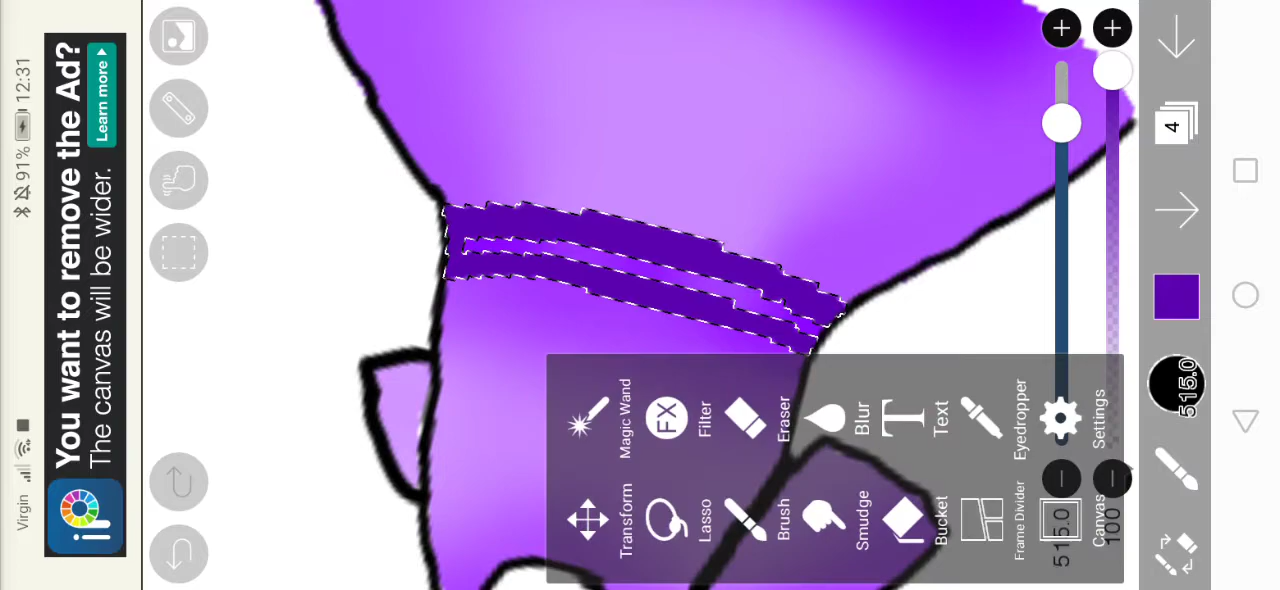 Virgin 91% 12:31
You want to remove the Ad?
The canvas will be wider.
Learn more
Transform Magic Wand
FX
Lasso Filter
Brush Eraser
Smudge Blur
T
Bucket Text
Frame Divider Eyedropper
515.0
Canvas Settings
100
515.0 4